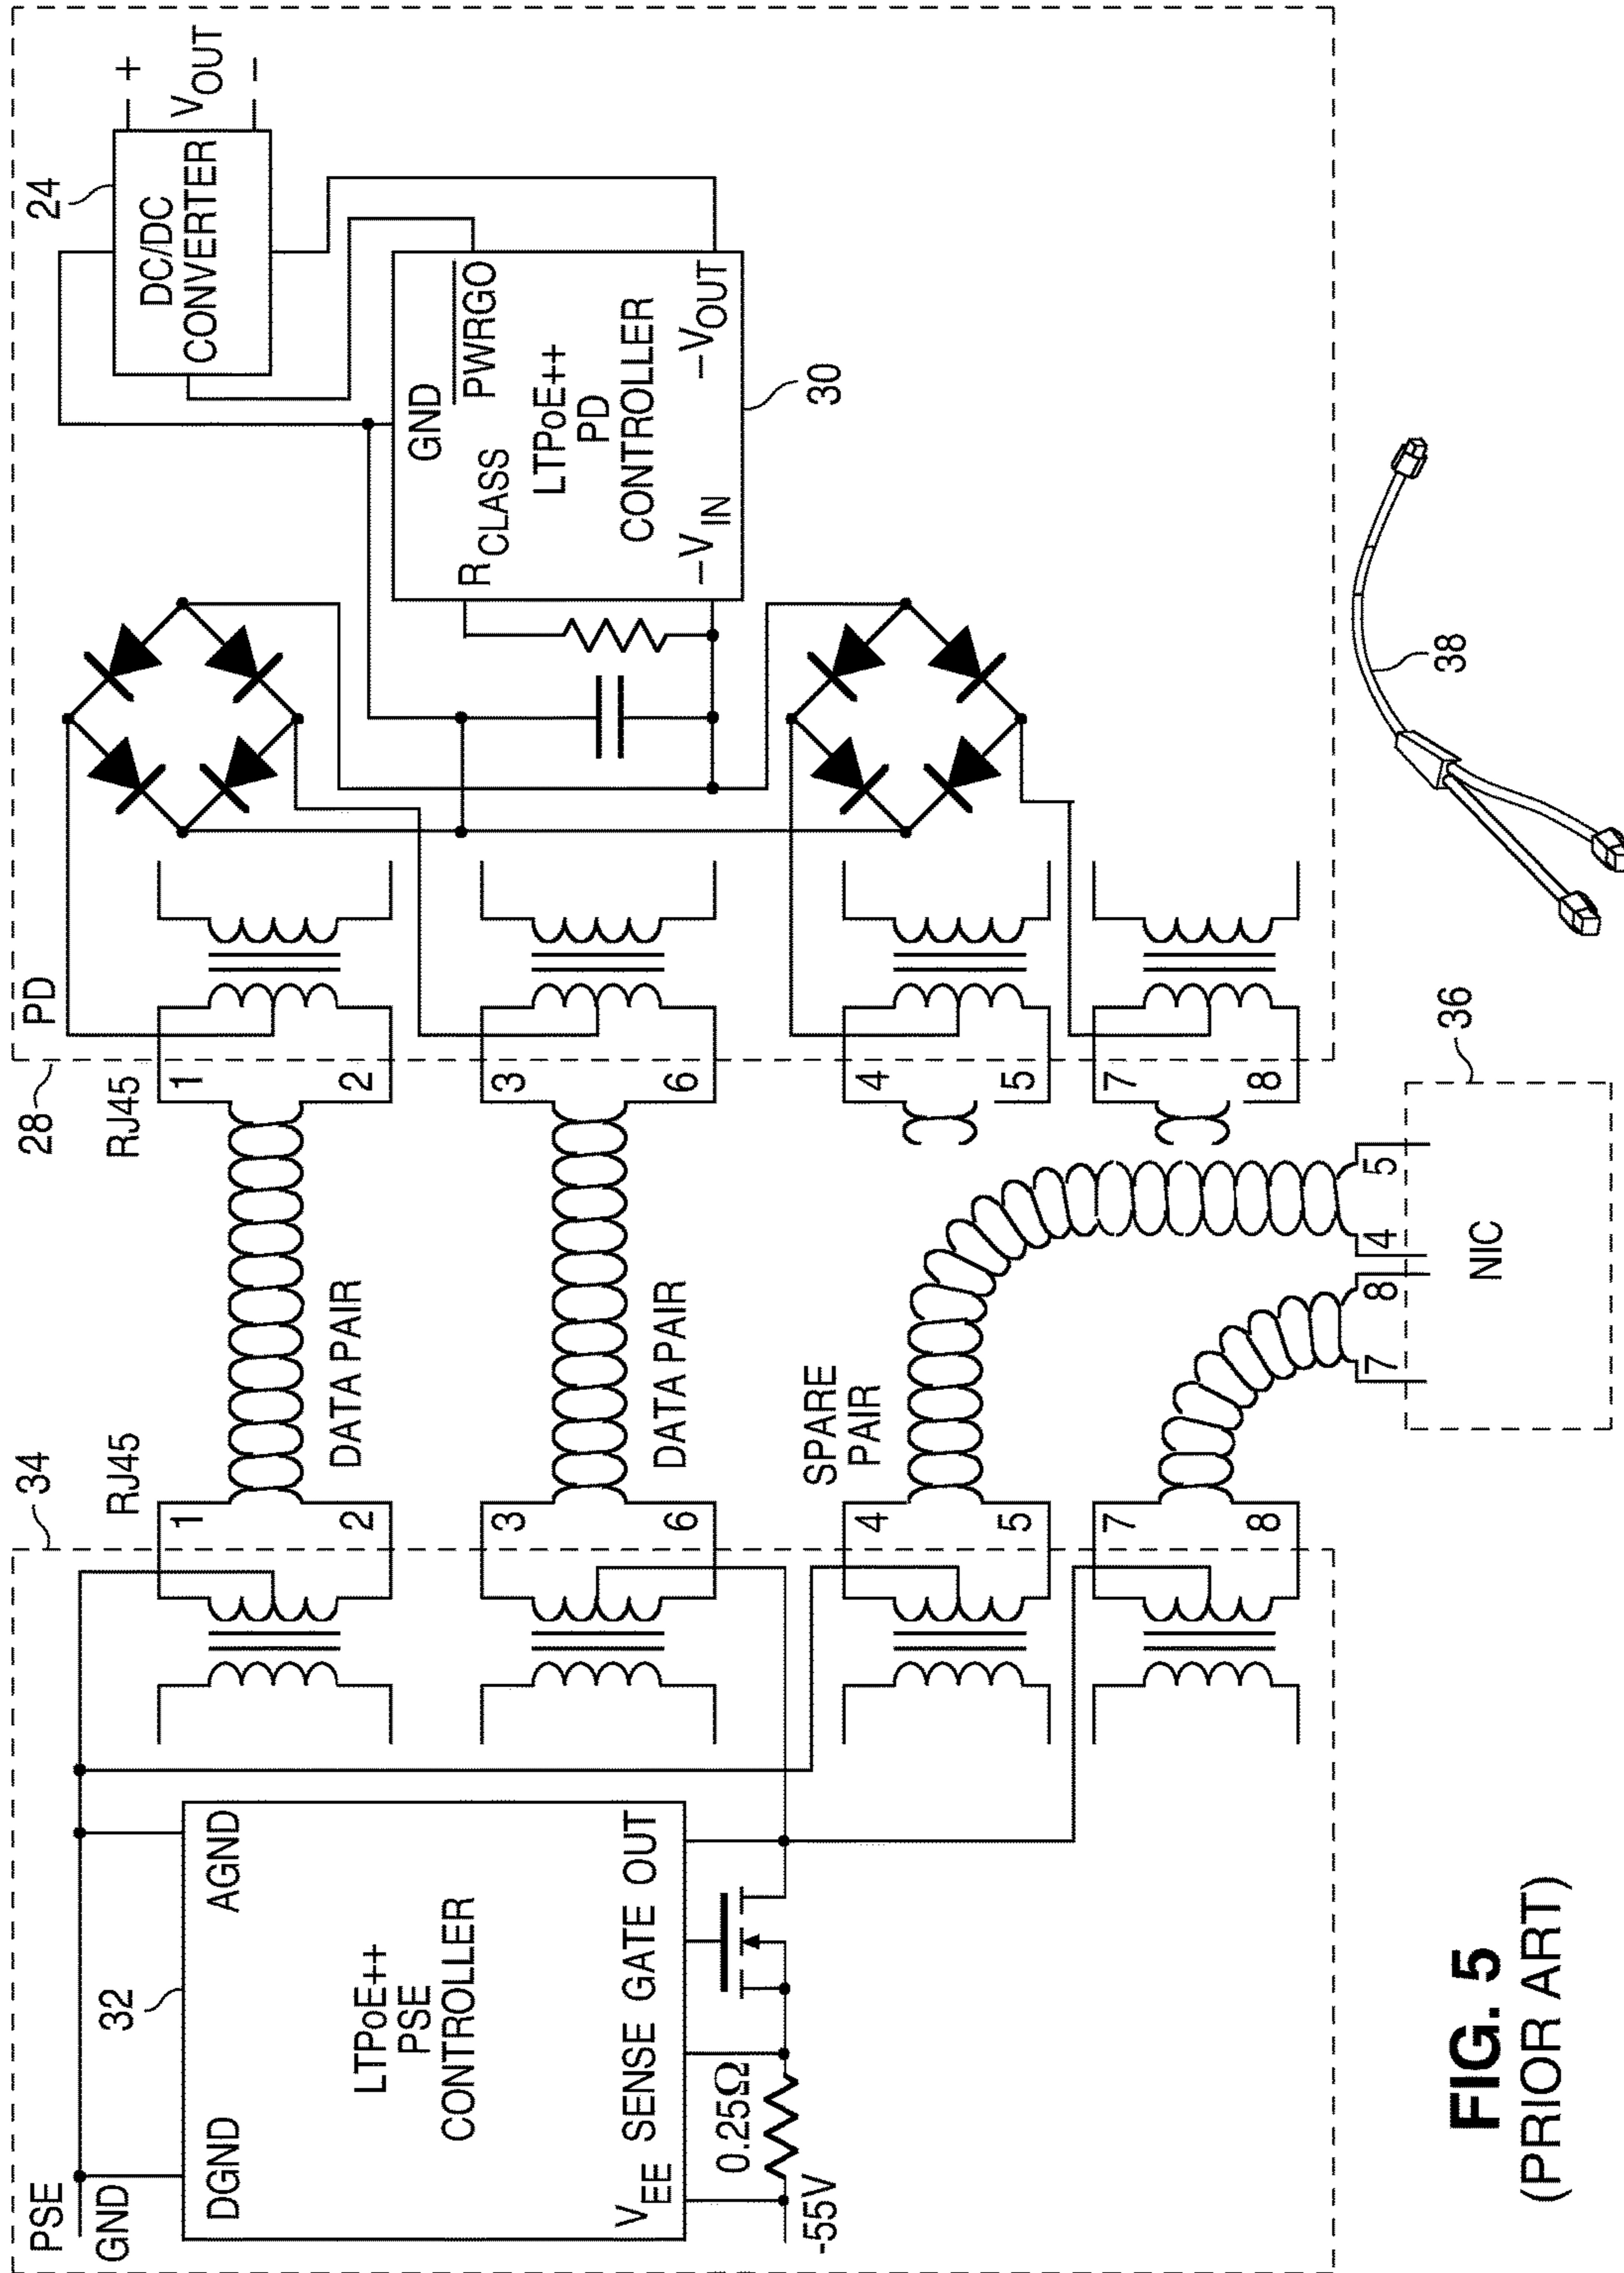 34
28
PSE
GND
32
DGND
AGND
LTPoE++
PSE
CONTROLLER
VEE SENSE GATE OUT
0.25Ω
-55V
RJ45
RJ45
1
2
1
2
DATA PAIR
3
6
3
6
DATA PAIR
SPARE
PAIR
4
5
4
5
7
8
7
8
7
8
4
5
NIC
36
38
PD
24
DC/DC
CONVERTER
+
VOUT
−
GND
PWRGO
RCLASS
LTPoE++
PD
CONTROLLER
−VIN
−VOUT
30
FIG. 5
(PRIOR ART)